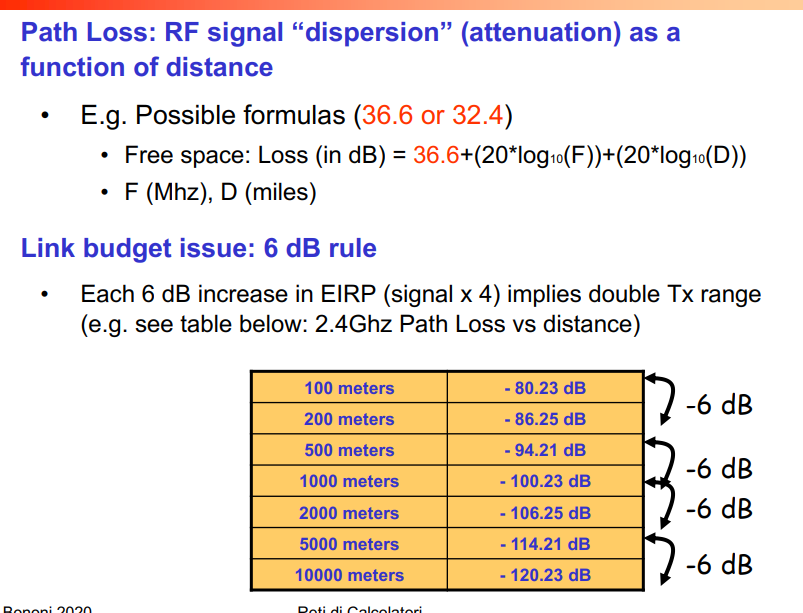 Path Loss: RF signal “dispersion” (attenuation) as a
function of distance
• E.g. Possible formulas (36.6 or 32.4)
• Free space: Loss (in dB) = 36.6+(20*log10(F))+(20*log10(D))
• F (Mhz), D (miles)
Link budget issue: 6 dB rule
• Each 6 dB increase in EIRP (signal x 4) implies double Tx range
(e.g. see table below: 2.4Ghz Path Loss vs distance)
100 meters - 80.23 dB
200 meters - 86.25 dB
500 meters - 94.21 dB
1000 meters - 100.23 dB
2000 meters - 106.25 dB
5000 meters - 114.21 dB
10000 meters - 120.23 dB
-6 dB
-6 dB
-6 dB
-6 dB
Bononi 2020 Reti di Calcolatori